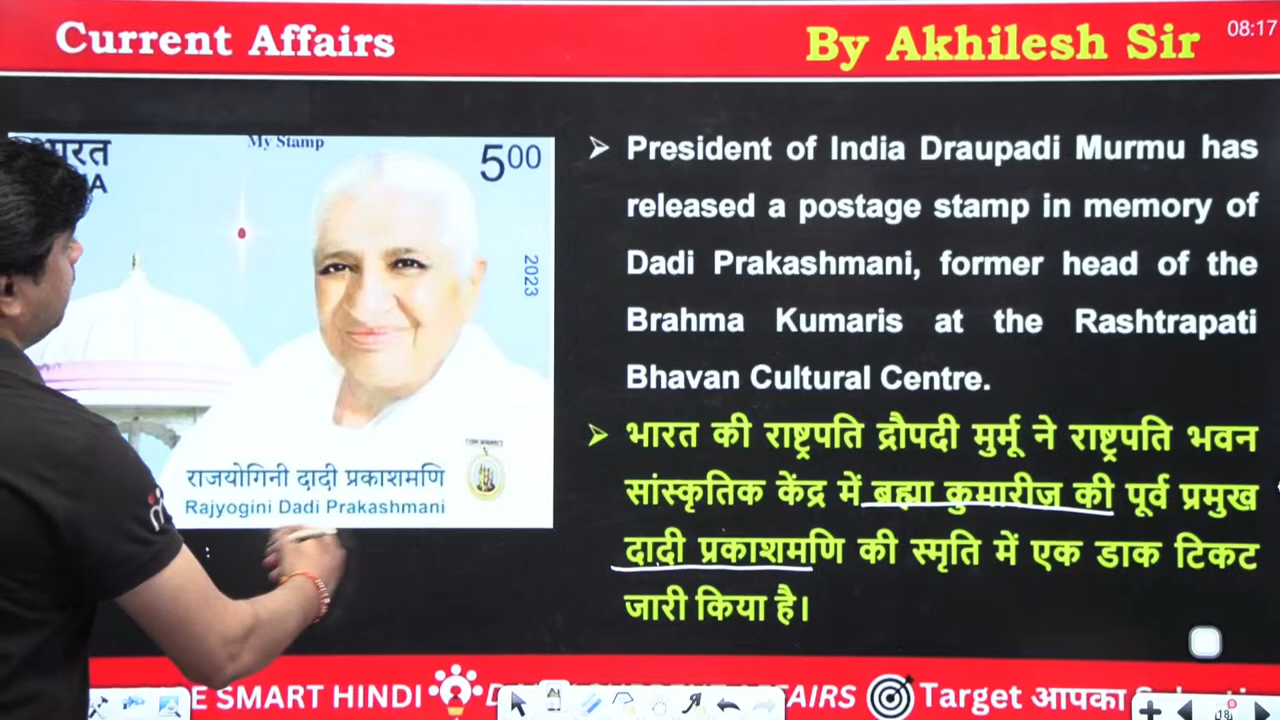 Current Affairs
By Akhilesh Sir
08:17
भारत
My Stamp
500
2023
राजयोगिनी दादी प्रकाशमणि
Rajyogini Dadi Prakashmani
President of India Draupadi Murmu has
released a postage stamp in memory of
Dadi Prakashmani, former head of the
Brahma Kumaris at the Rashtrapati
Bhavan Cultural Centre.
भारत की राष्ट्रपति द्रौपदी मुर्मू ने राष्ट्रपति भवन
सांस्कृतिक केंद्र में ब्रह्मा कुमारीज की पूर्व प्रमुख
दादी प्रकाशमणि की स्मृति में एक डाक टिकट
जारी किया है।
SMART HINDI
Target आपका
18